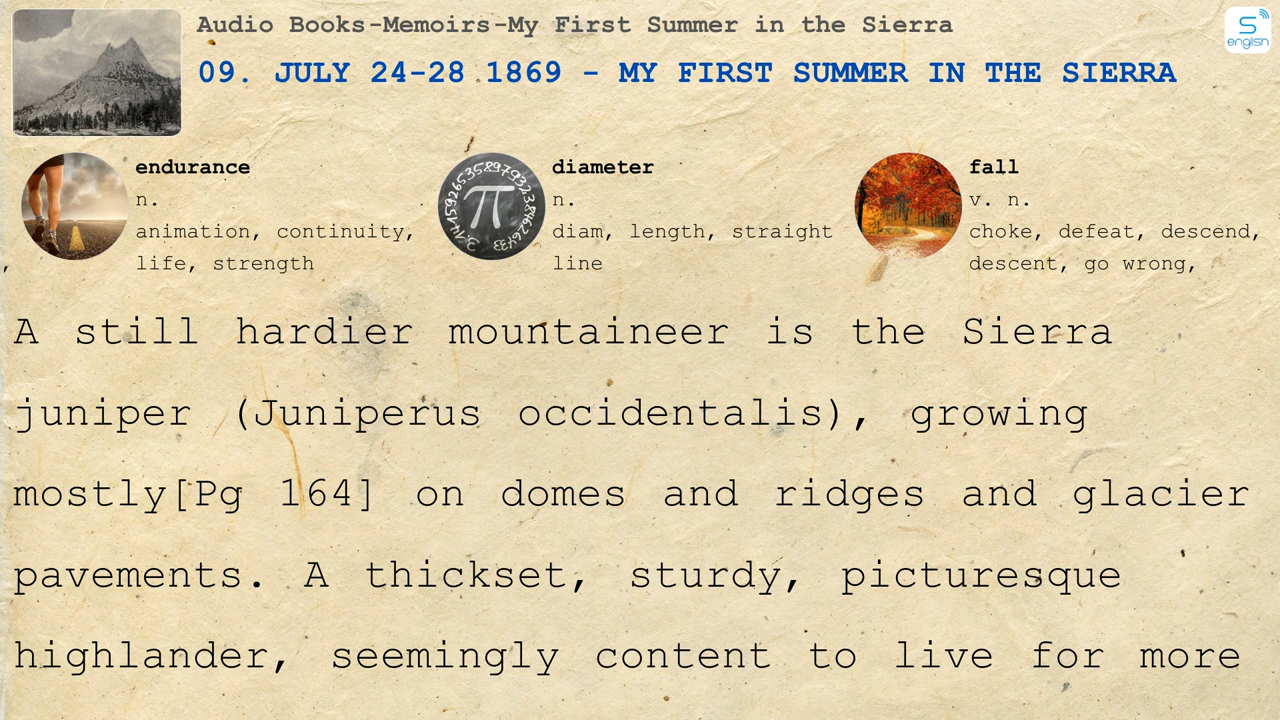 Audio Books-Memoirs-My First Summer in the Sierra
S
english
09. JULY 24-28 1869 - MY FIRST SUMMER IN THE SIERRA
endurance
n.
animation, continuity,
life, strength
π
diameter
n.
diam, length, straight
line
fall
v. n.
choke, defeat, descend,
descent, go wrong,
A still hardier mountaineer is the Sierra
juniper (Juniperus occidentalis), growing
mostly[Pg 164] on domes and ridges and glacier
pavements. A thickset, sturdy, picturesque
highlander, seemingly content to live for more